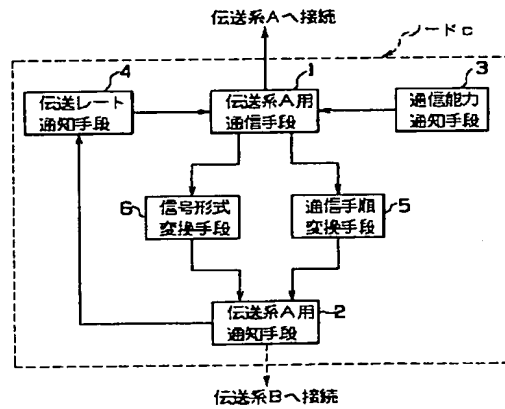 伝送系Aへ接続
ノードc
4
伝送レート
通知手段
1
伝送系A用
通信手段
3
通信能力
通知手段
6
信号形式
変換手段
通信手順
変換手段
5
伝送系A用
通知手段
2
伝送系Bへ接続